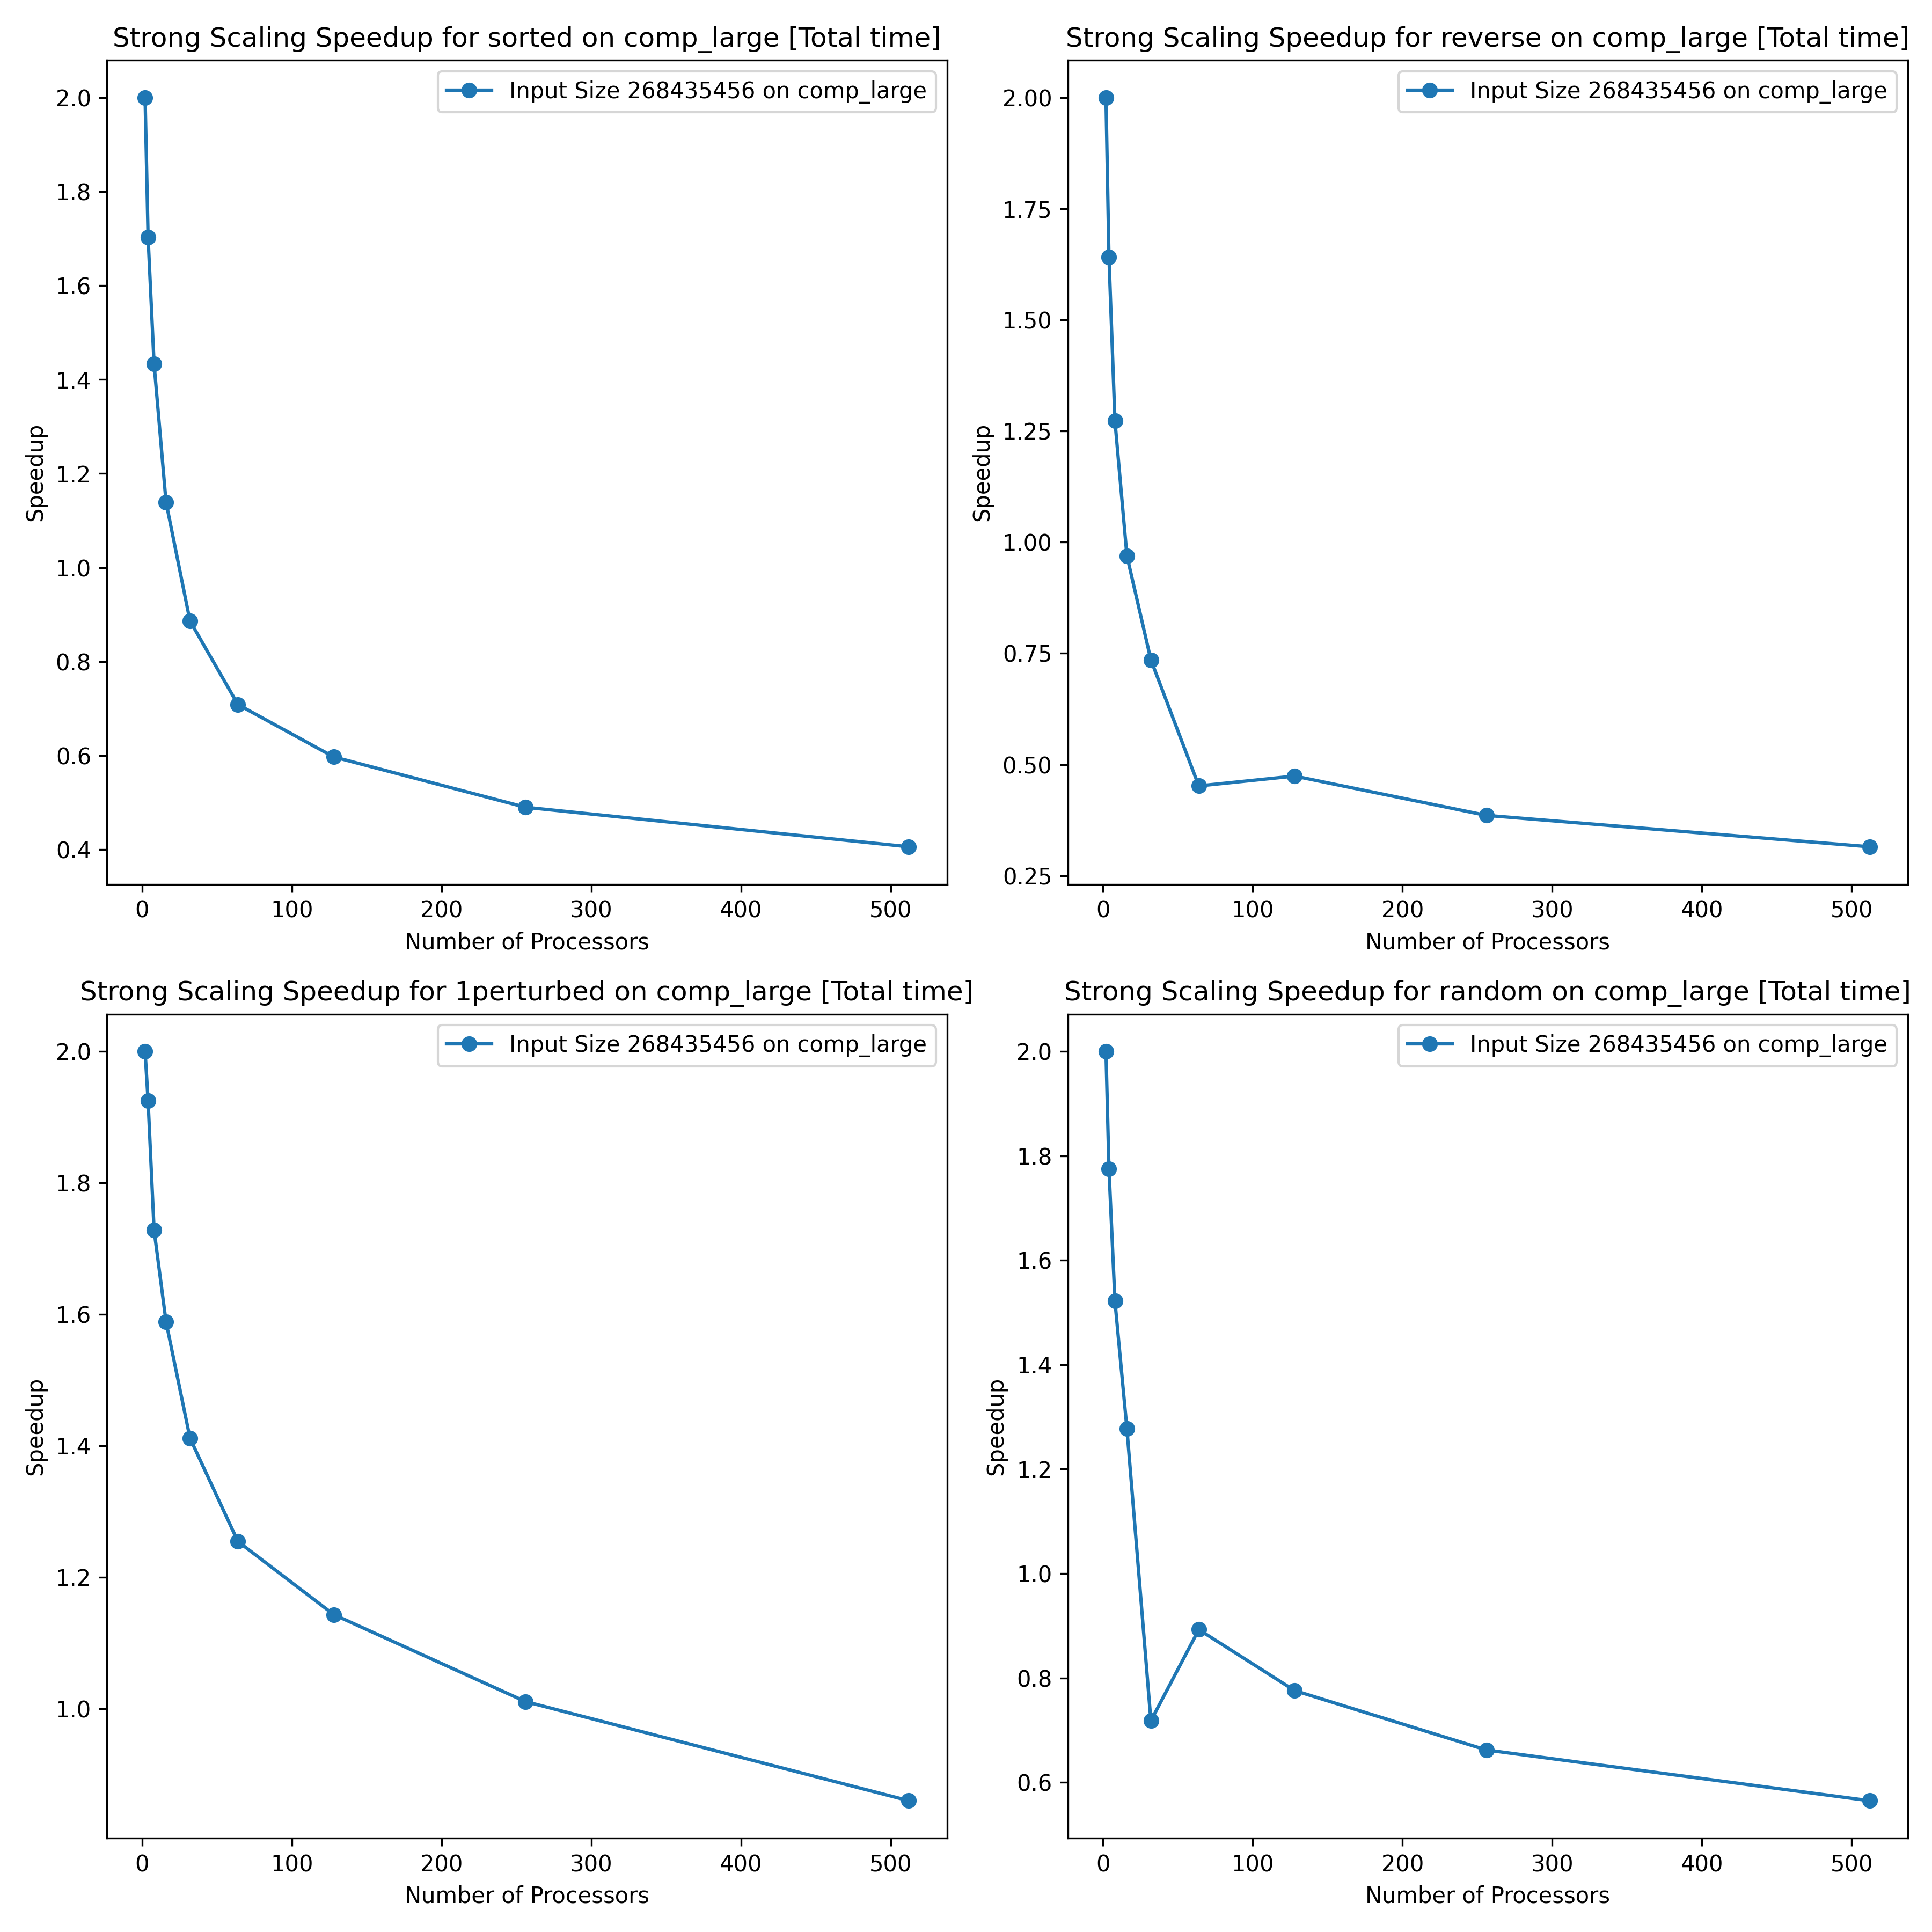 Strong Scaling Speedup for sorted on comp_large [Total time]
Input Size 268435456 on comp_large
Speedup
2.0
1.8
1.6
1.4
1.2
1.0
0.8
0.6
0.4
0 100 200 300 400 500
Number of Processors
Strong Scaling Speedup for reverse on comp_large [Total time]
Input Size 268435456 on comp_large
Speedup
2.00
1.75
1.50
1.25
1.00
0.75
0.50
0.25
0 100 200 300 400 500
Number of Processors
Strong Scaling Speedup for 1perturbed on comp_large [Total time]
Input Size 268435456 on comp_large
Speedup
2.0
1.8
1.6
1.4
1.2
1.0
0 100 200 300 400 500
Number of Processors
Strong Scaling Speedup for random on comp_large [Total time]
Input Size 268435456 on comp_large
Speedup
2.0
1.8
1.6
1.4
1.2
1.0
0.8
0.6
0 100 200 300 400 500
Number of Processors